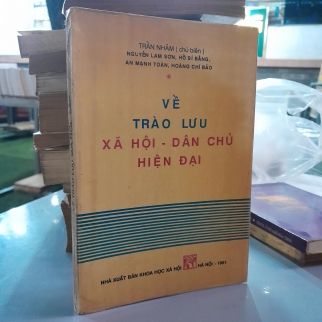 TRẦN NHÂM (chủ biên)
NGUYỄN LAM SƠN, HỒ SĨ BẰNG,
AN MẠNH TOÀN, HOÀNG CHÍ BẢO
VỀ
TRÀO LƯU
XÃ HỘI - DÂN CHỦ
HIỆN ĐẠI
NHÀ XUẤT BẢN KHOA HỌC XÃ HỘI HÀ NỘI - 1991